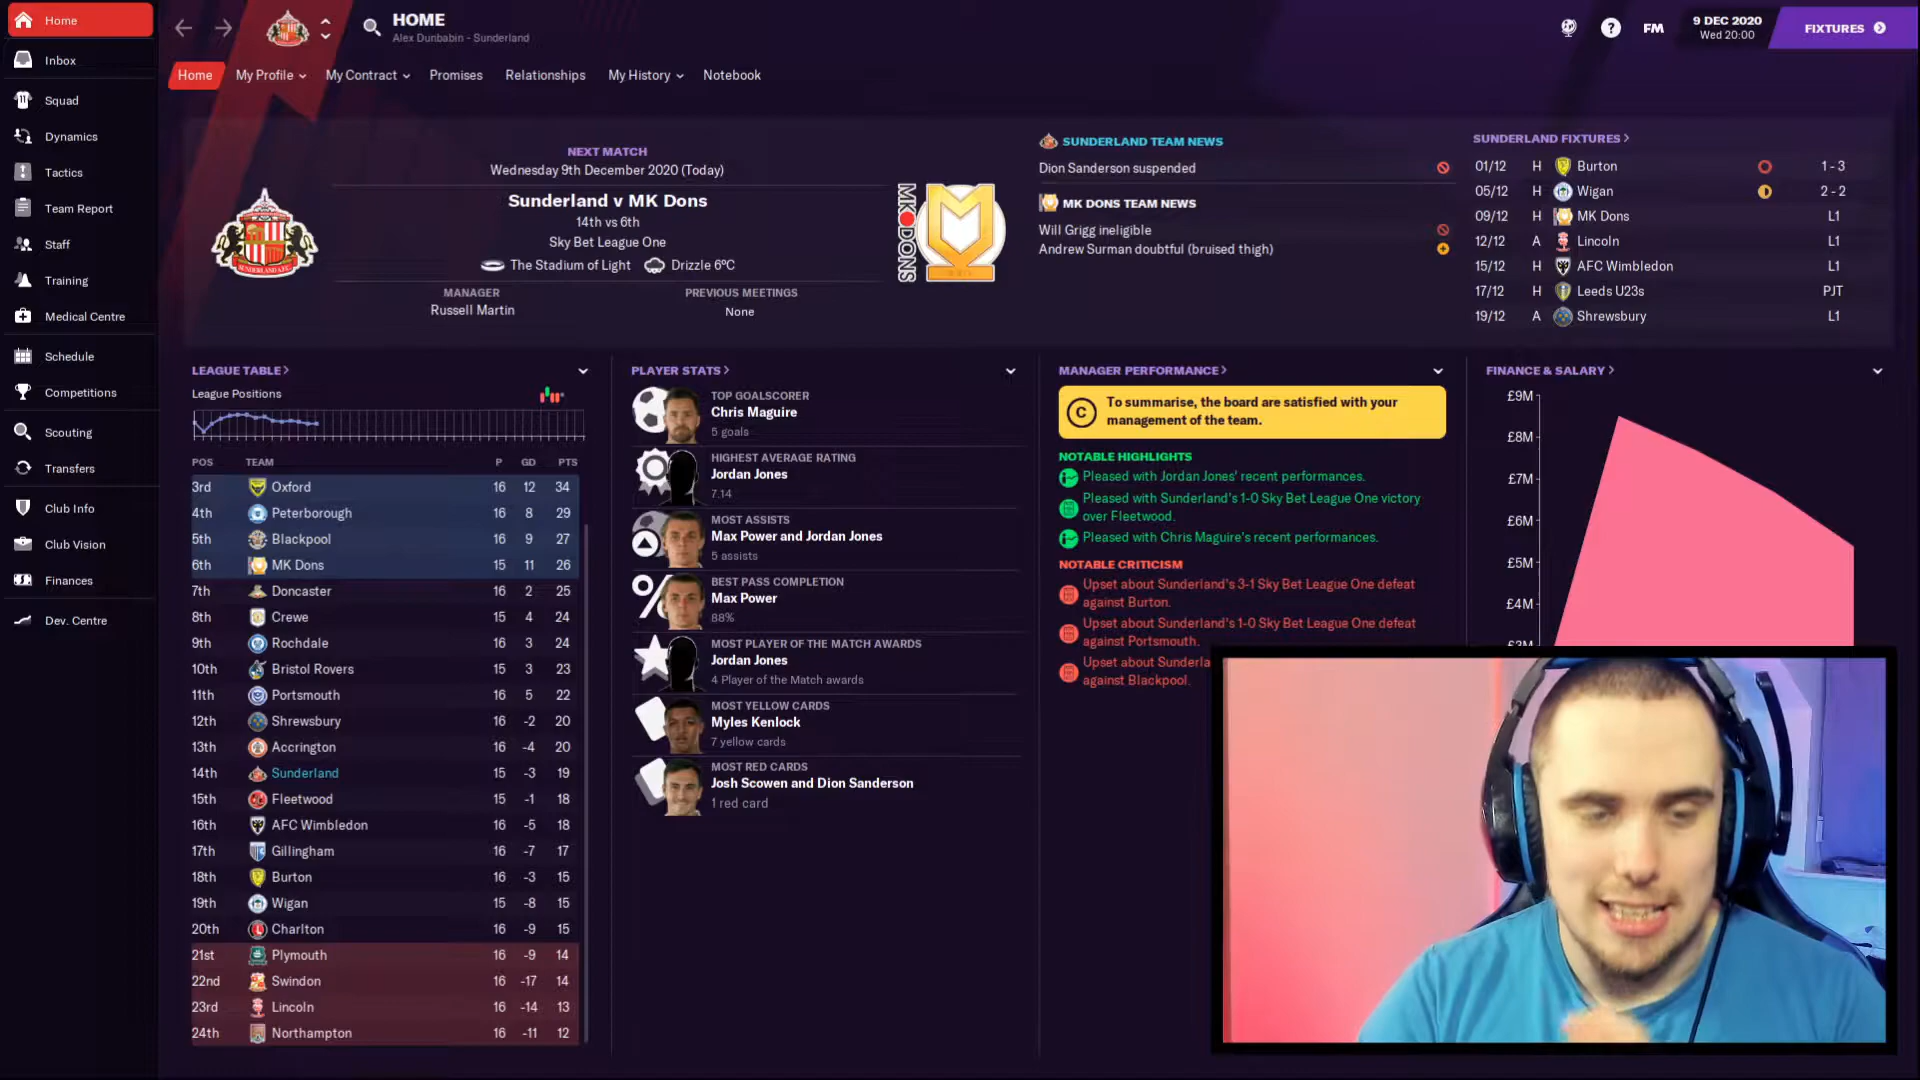 Home
Inbox
Squad
Dynamics
Tactics
Team Report
Staff
Training
Medical Centre
Schedule
Competitions
Scouting
Transfers
Club Info
Club Vision
Finances
Dev. Centre
HOME
Alex Dunbabin - Sunderland
FM
9 DEC 2020
Wed 20:00
FIXTURES
Home My Profile My Contract Promises Relationships My History Notebook
NEXT MATCH
Wednesday 9th December 2020 (Today)
Sunderland v MK Dons
14th vs 6th
Sky Bet League One
The Stadium of Light Drizzle 6ºC
MANAGER
Russell Martin
PREVIOUS MEETINGS
None
MK DONS
SUNDERLAND TEAM NEWS
Dion Sanderson suspended
MK DONS TEAM NEWS
Will Grigg ineligible
Andrew Surman doubtful (bruised thigh)
SUNDERLAND FIXTURES
01/12 H Burton 1 - 3
05/12 H Wigan 2 - 2
09/12 H MK Dons L1
12/12 A Lincoln L1
15/12 H AFC Wimbledon L1
17/12 H Leeds U23s PJT
19/12 A Shrewsbury L1
LEAGUE TABLE
League Positions
POS TEAM P GD PTS
3rd Oxford 16 12 34
4th Peterborough 16 8 29
5th Blackpool 16 9 27
6th MK Dons 15 11 26
7th Doncaster 16 2 25
8th Crewe 15 4 24
9th Rochdale 16 3 24
10th Bristol Rovers 15 3 23
11th Portsmouth 16 5 22
12th Shrewsbury 16 -2 20
13th Accrington 16 -4 20
14th Sunderland 15 -3 19
15th Fleetwood 15 -1 18
16th AFC Wimbledon 16 -5 18
17th Gillingham 16 -7 17
18th Burton 16 -3 15
19th Wigan 15 -8 15
20th Charlton 16 -9 15
21st Plymouth 16 -9 14
22nd Swindon 16 -17 14
23rd Lincoln 16 -14 13
24th Northampton 16 -11 12
PLAYER STATS
TOP GOALSCORER
Chris Maguire
5 goals
HIGHEST AVERAGE RATING
Jordan Jones
7.14
MOST ASSISTS
Max Power and Jordan Jones
5 assists
BEST PASS COMPLETION
Max Power
88%
MOST PLAYER OF THE MATCH AWARDS
Jordan Jones
4 Player of the Match awards
MOST YELLOW CARDS
Myles Kenlock
7 yellow cards
MOST RED CARDS
Josh Scowen and Dion Sanderson
1 red card
MANAGER PERFORMANCE
C
To summarise, the board are satisfied with your
management of the team.
NOTABLE HIGHLIGHTS
Pleased with Jordan Jones' recent performances.
Pleased with Sunderland's 1-0 Sky Bet League One victory
over Fleetwood.
Pleased with Chris Maguire's recent performances.
NOTABLE CRITICISM
Upset about Sunderland's 3-1 Sky Bet League One defeat
against Burton.
Upset about Sunderland's 1-0 Sky Bet League One defeat
against Portsmouth.
Upset about Sunderla
against Blackpool.
FINANCE & SALARY
£9M
£8M
£7M
£6M
£5M
£4M